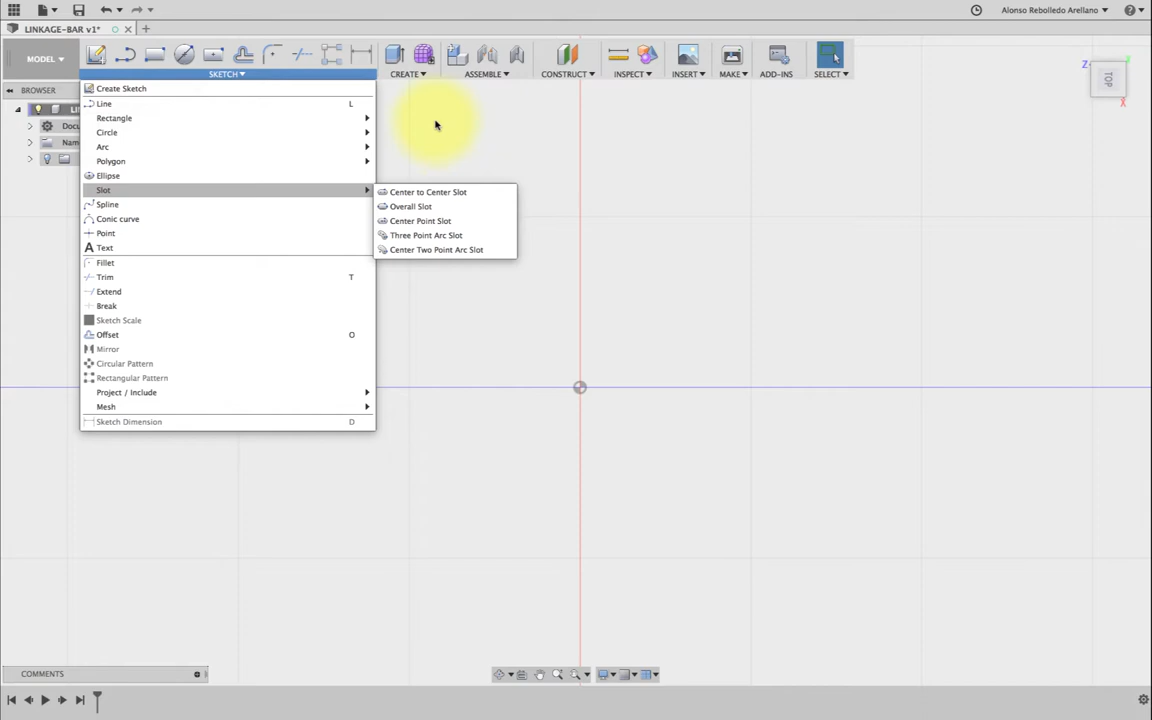 Alonso Rebolledo Arellano
LINKAGE-BAR v1*
MODEL
SKETCH
CREATE
ASSEMBLE
CONSTRUCT
INSPECT
INSERT
MAKE
ADD-INS
SELECT
BROWSER
TOP
Z
X
LI
Docu
Nam
Create Sketch
Line L
Rectangle
Circle
Arc
Polygon
Ellipse
Slot
Spline
Conic curve
Point
Text
Fillet
Trim T
Extend
Break
Sketch Scale
Offset O
Mirror
Circular Pattern
Rectangular Pattern
Project / Include
Mesh
Sketch Dimension D
Center to Center Slot
Overall Slot
Center Point Slot
Three Point Arc Slot
Center Two Point Arc Slot
COMMENTS